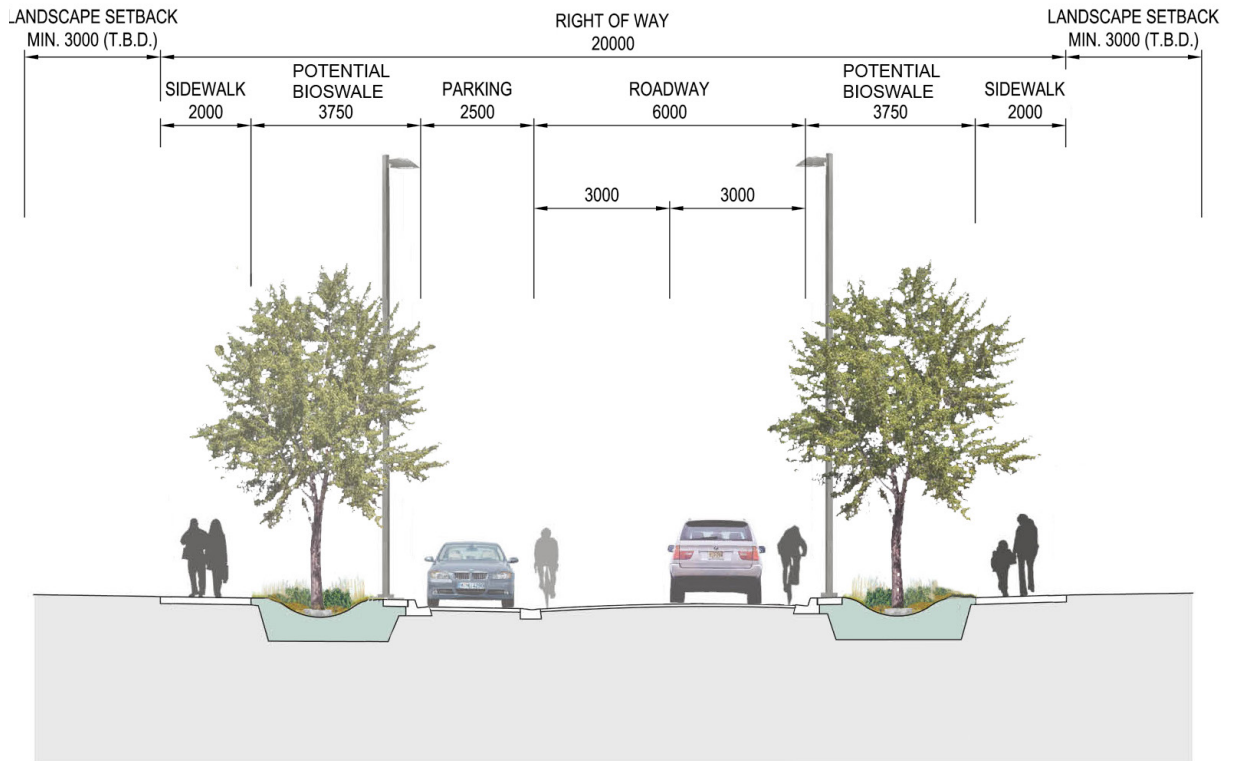 LANDSCAPE SETBACK
MIN. 3000 (T.B.D.)
RIGHT OF WAY
20000
LANDSCAPE SETBACK
MIN. 3000 (T.B.D.)
SIDEWALK
2000
POTENTIAL
BIOSWALE
3750
PARKING
2500
ROADWAY
6000
POTENTIAL
BIOSWALE
3750
SIDEWALK
2000
3000
3000